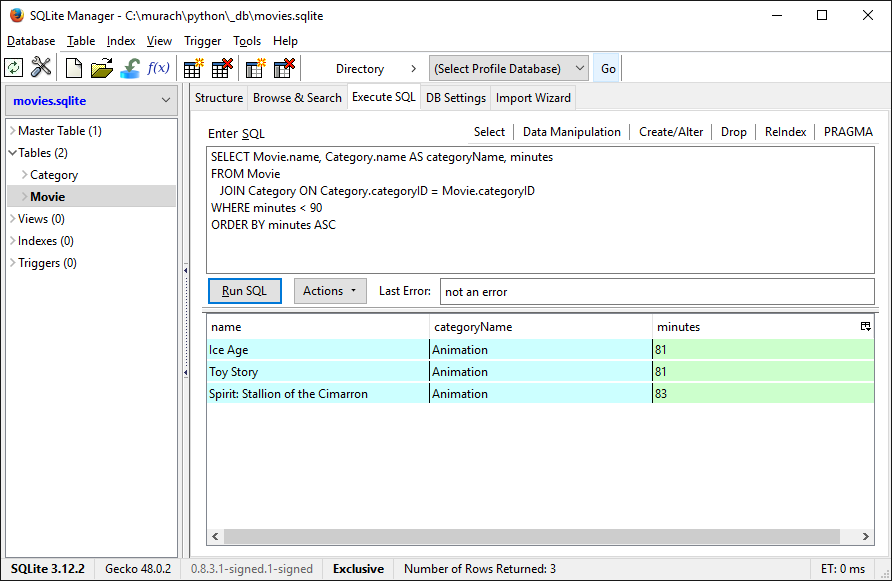 SQLite Manager - C:\murach\python\_db\movies.sqlite
Database Table Index View Trigger Tools Help
f(x) Directory (Select Profile Database) Go
movies.sqlite
Master Table (1)
Tables (2)
Category
Movie
Views (0)
Indexes (0)
Triggers (0)
Structure Browse & Search Execute SQL DB Settings Import Wizard
Enter SQL Select Data Manipulation Create/Alter Drop ReIndex PRAGMA
SELECT Movie.name, Category.name AS categoryName, minutes
FROM Movie
JOIN Category ON Category.categoryID = Movie.categoryID
WHERE minutes < 90
ORDER BY minutes ASC
Run SQL Actions Last Error: not an error
name categoryName minutes
Ice Age Animation 81
Toy Story Animation 81
Spirit: Stallion of the Cimarron Animation 83
SQLite 3.12.2 Gecko 48.0.2 0.8.3.1-signed.1-signed Exclusive Number of Rows Returned: 3 ET: 0 ms